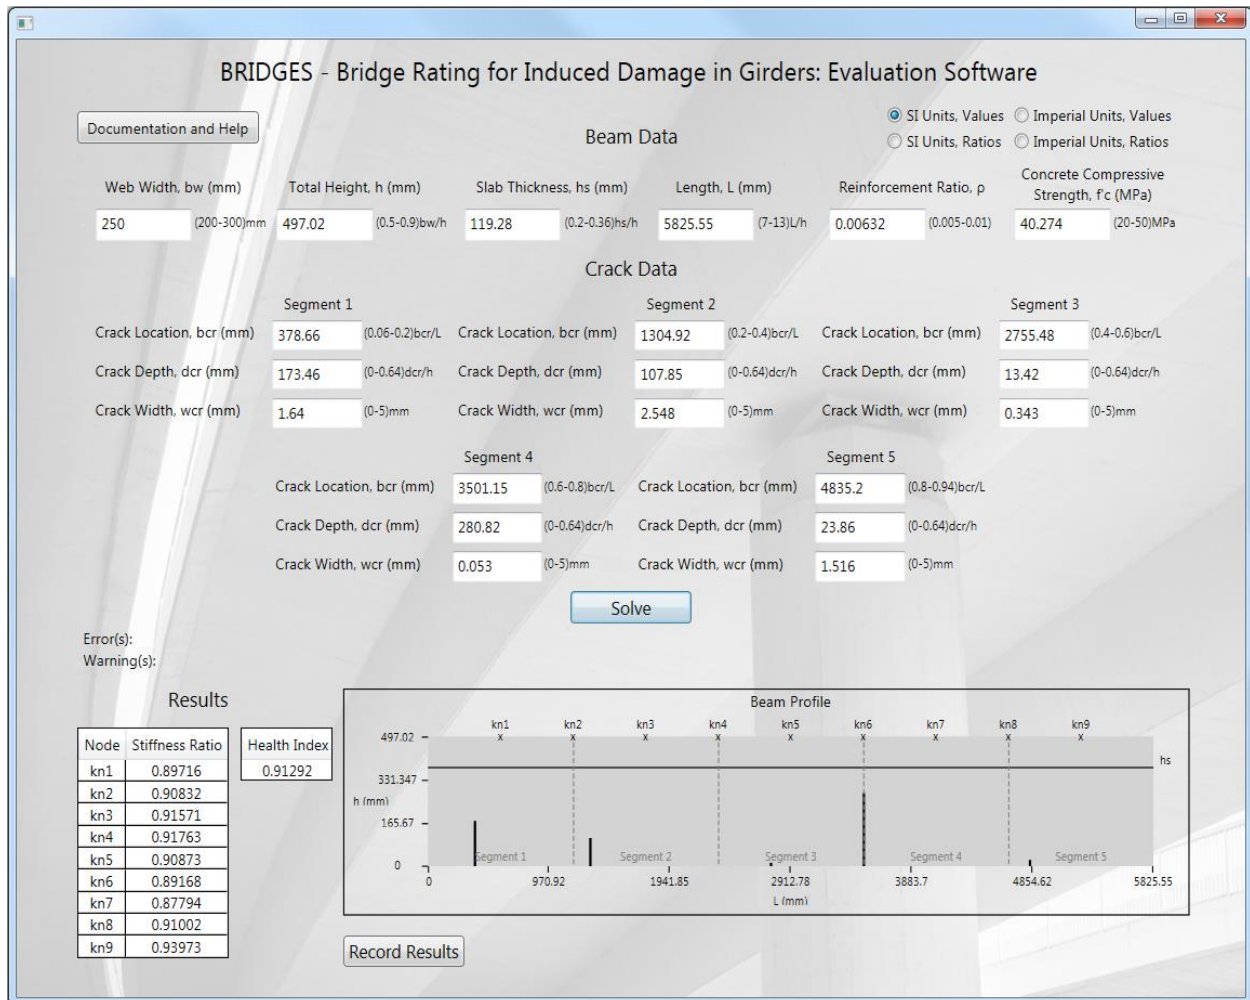 BRIDGES - Bridge Rating for Induced Damage in Girders: Evaluation Software
Documentation and Help
Beam Data
SI Units, Values Imperial Units, Values
SI Units, Ratios Imperial Units, Ratios
Web Width, bw (mm) Total Height, h (mm) Slab Thickness, hs (mm) Length, L (mm) Reinforcement Ratio, ρ Concrete Compressive
Strength, f'c (MPa)
250 (200-300)mm 497.02 (0.5-0.9)bw/h 119.28 (0.2-0.36)hs/h 5825.55 (7-13)L/h 0.00632 (0.005-0.01) 40.274 (20-50)MPa
Crack Data
Segment 1 Segment 2 Segment 3
Crack Location, bcr (mm) 378.66 (0.06-0.2)bcr/L Crack Location, bcr (mm) 1304.92 (0.2-0.4)bcr/L Crack Location, bcr (mm) 2755.48 (0.4-0.6)bcr/L
Crack Depth, dcr (mm) 173.46 (0-0.64)dcr/h Crack Depth, dcr (mm) 107.85 (0-0.64)dcr/h Crack Depth, dcr (mm) 13.42 (0-0.64)dcr/h
Crack Width, wcr (mm) 1.64 (0-5)mm Crack Width, wcr (mm) 2.548 (0-5)mm Crack Width, wcr (mm) 0.343 (0-5)mm
Segment 4 Segment 5
Crack Location, bcr (mm) 3501.15 (0.6-0.8)bcr/L Crack Location, bcr (mm) 4835.2 (0.8-0.94)bcr/L
Crack Depth, dcr (mm) 280.82 (0-0.64)dcr/h Crack Depth, dcr (mm) 23.86 (0-0.64)dcr/h
Crack Width, wcr (mm) 0.053 (0-5)mm Crack Width, wcr (mm) 1.516 (0-5)mm
Solve
Error(s):
Warning(s):
Results
Node Stiffness Ratio
kn1 0.89716
kn2 0.90832
kn3 0.91571
kn4 0.91763
kn5 0.90873
kn6 0.89168
kn7 0.87794
kn8 0.91002
kn9 0.93973
Health Index
0.91292
Beam Profile
kn1 kn2 kn3 kn4 kn5 kn6 kn7 kn8 kn9
x x x x x x x x x
497.02
hs
331.347
h (mm)
165.67
Segment 1 Segment 2 Segment 3 Segment 4 Segment 5
0
0 970.92 1941.85 2912.78 3883.7 4854.62 5825.55
L (mm)
Record Results